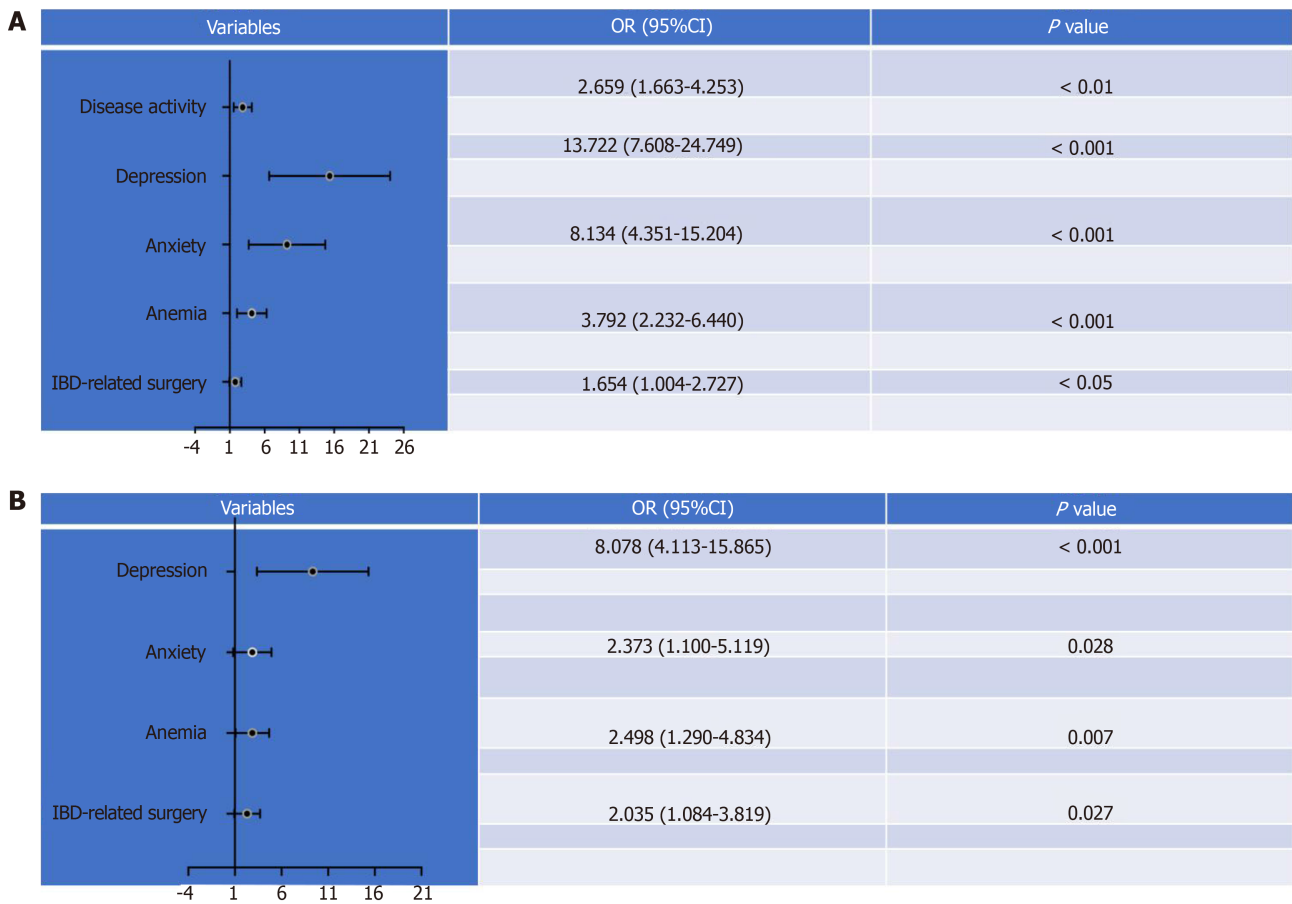 A
Variables OR (95%CI) P value
Disease activity 2.659 (1.663-4.253) < 0.01
Depression 13.722 (7.608-24.749) < 0.001
Anxiety 8.134 (4.351-15.204) < 0.001
Anemia 3.792 (2.232-6.440) < 0.001
IBD-related surgery 1.654 (1.004-2.727) < 0.05
-4 1 6 11 16 21 26
B
Variables OR (95%CI) P value
Depression 8.078 (4.113-15.865) < 0.001
Anxiety 2.373 (1.100-5.119) 0.028
Anemia 2.498 (1.290-4.834) 0.007
IBD-related surgery 2.035 (1.084-3.819) 0.027
-4 1 6 11 16 21